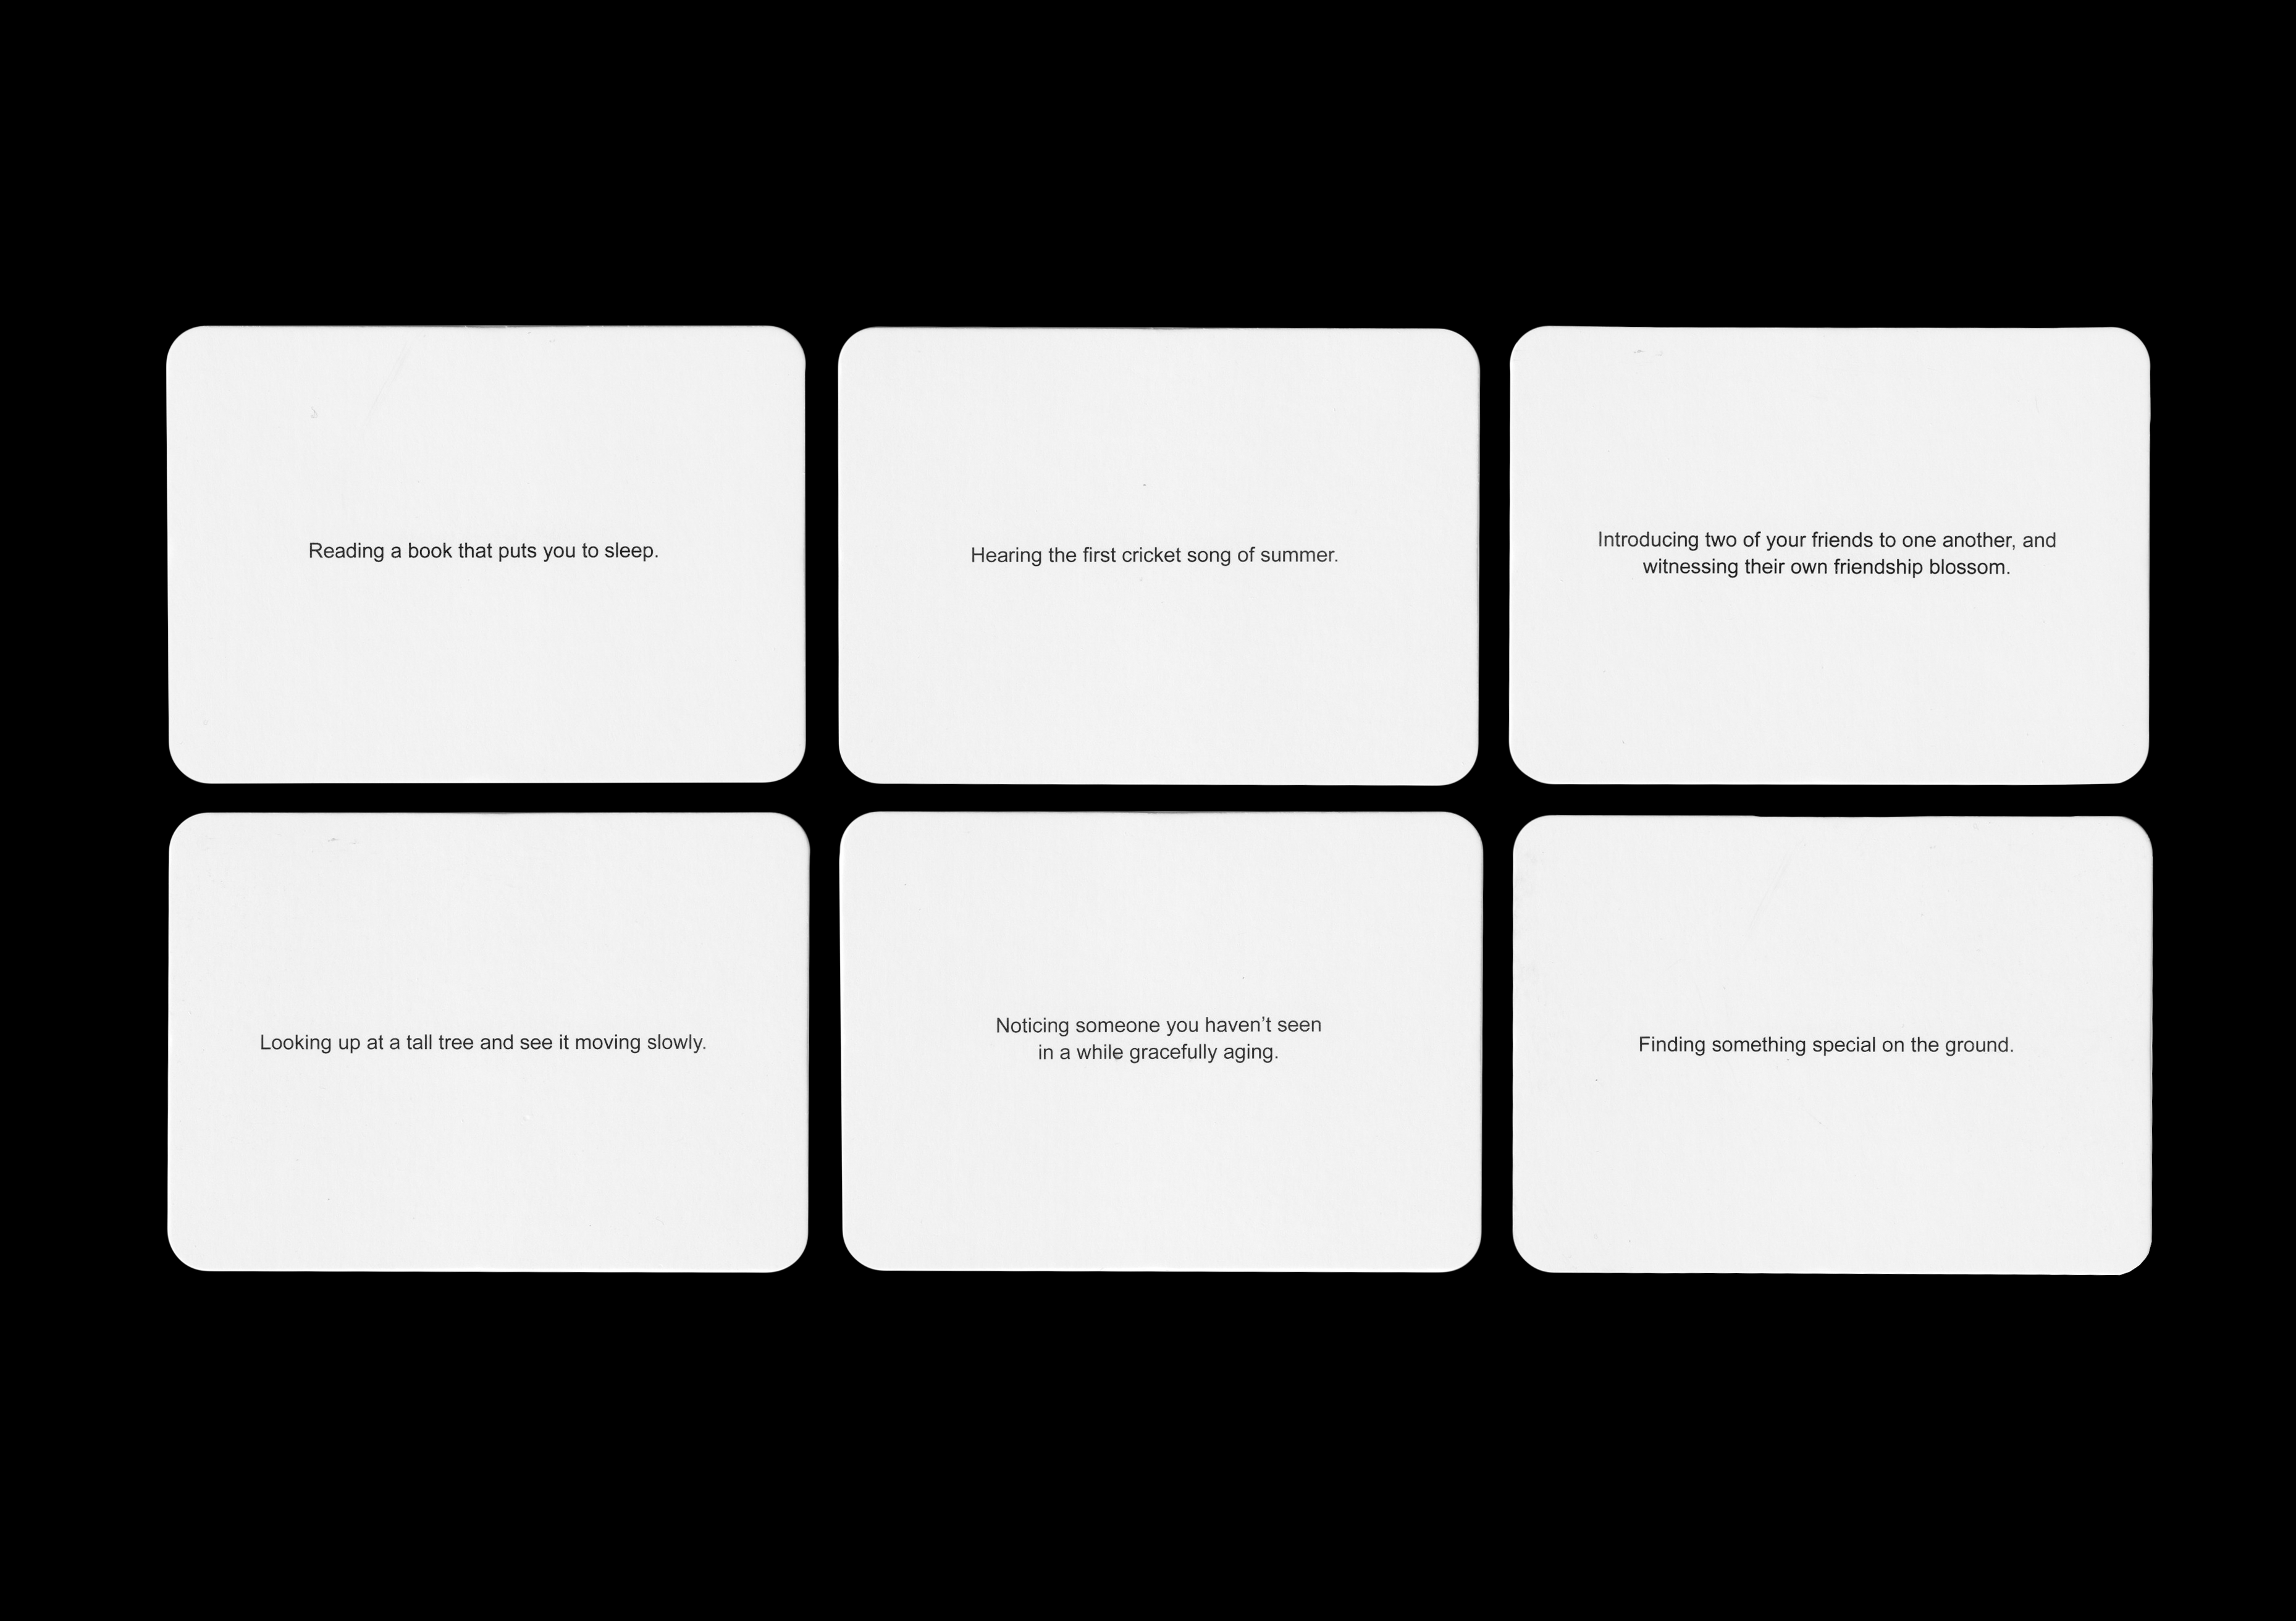 Reading a book that puts you to sleep.
Hearing the first cricket song of summer.
Introducing two of your friends to one another, and
witnessing their own friendship blossom.
Looking up at a tall tree and see it moving slowly.
Noticing someone you haven’t seen
in a while gracefully aging.
Finding something special on the ground.